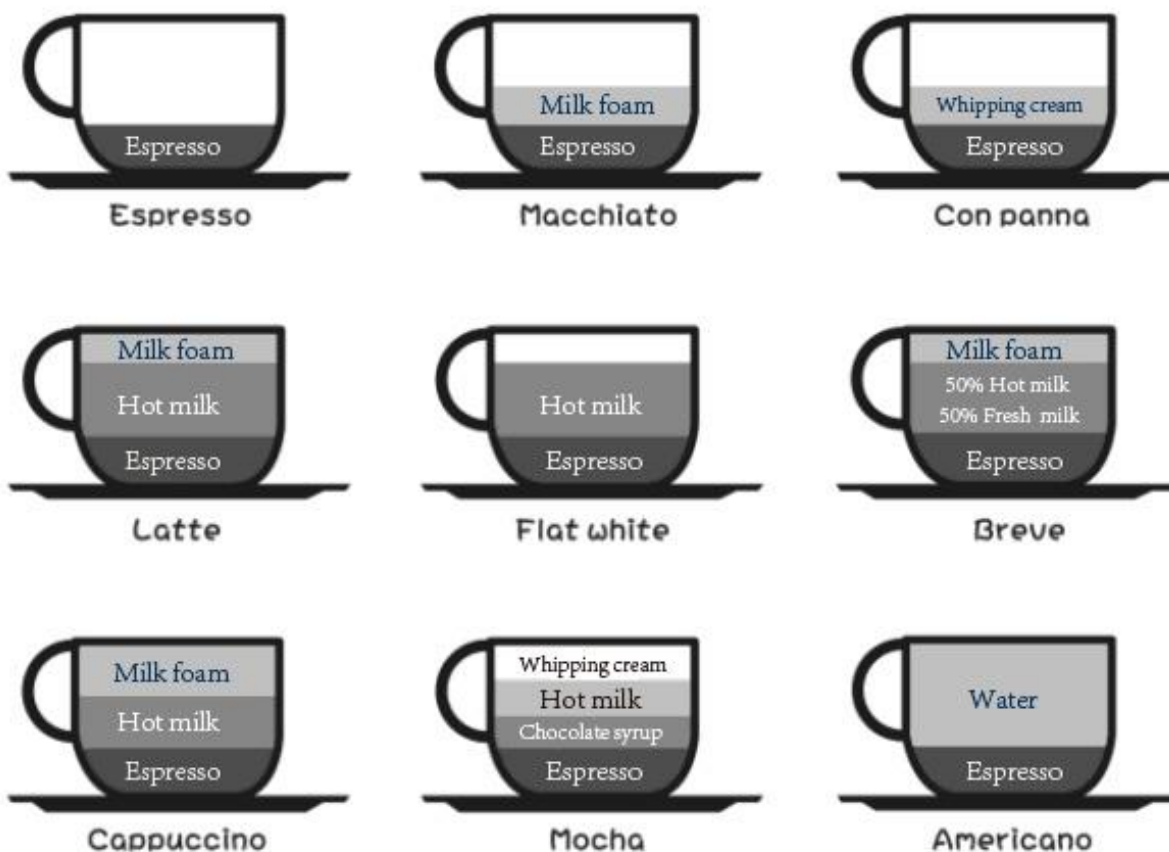 Espresso
Espresso
Milk foam
Espresso
Macchiato
Whipping cream
Espresso
Con panna
Milk foam
Hot milk
Espresso
Latte
Hot milk
Espresso
Flat white
Milk foam
50% Hot milk
50% Fresh milk
Espresso
Breve
Milk foam
Hot milk
Espresso
Cappuccino
Whipping cream
Hot milk
Chocolate syrup
Espresso
Mocha
Water
Espresso
Americano